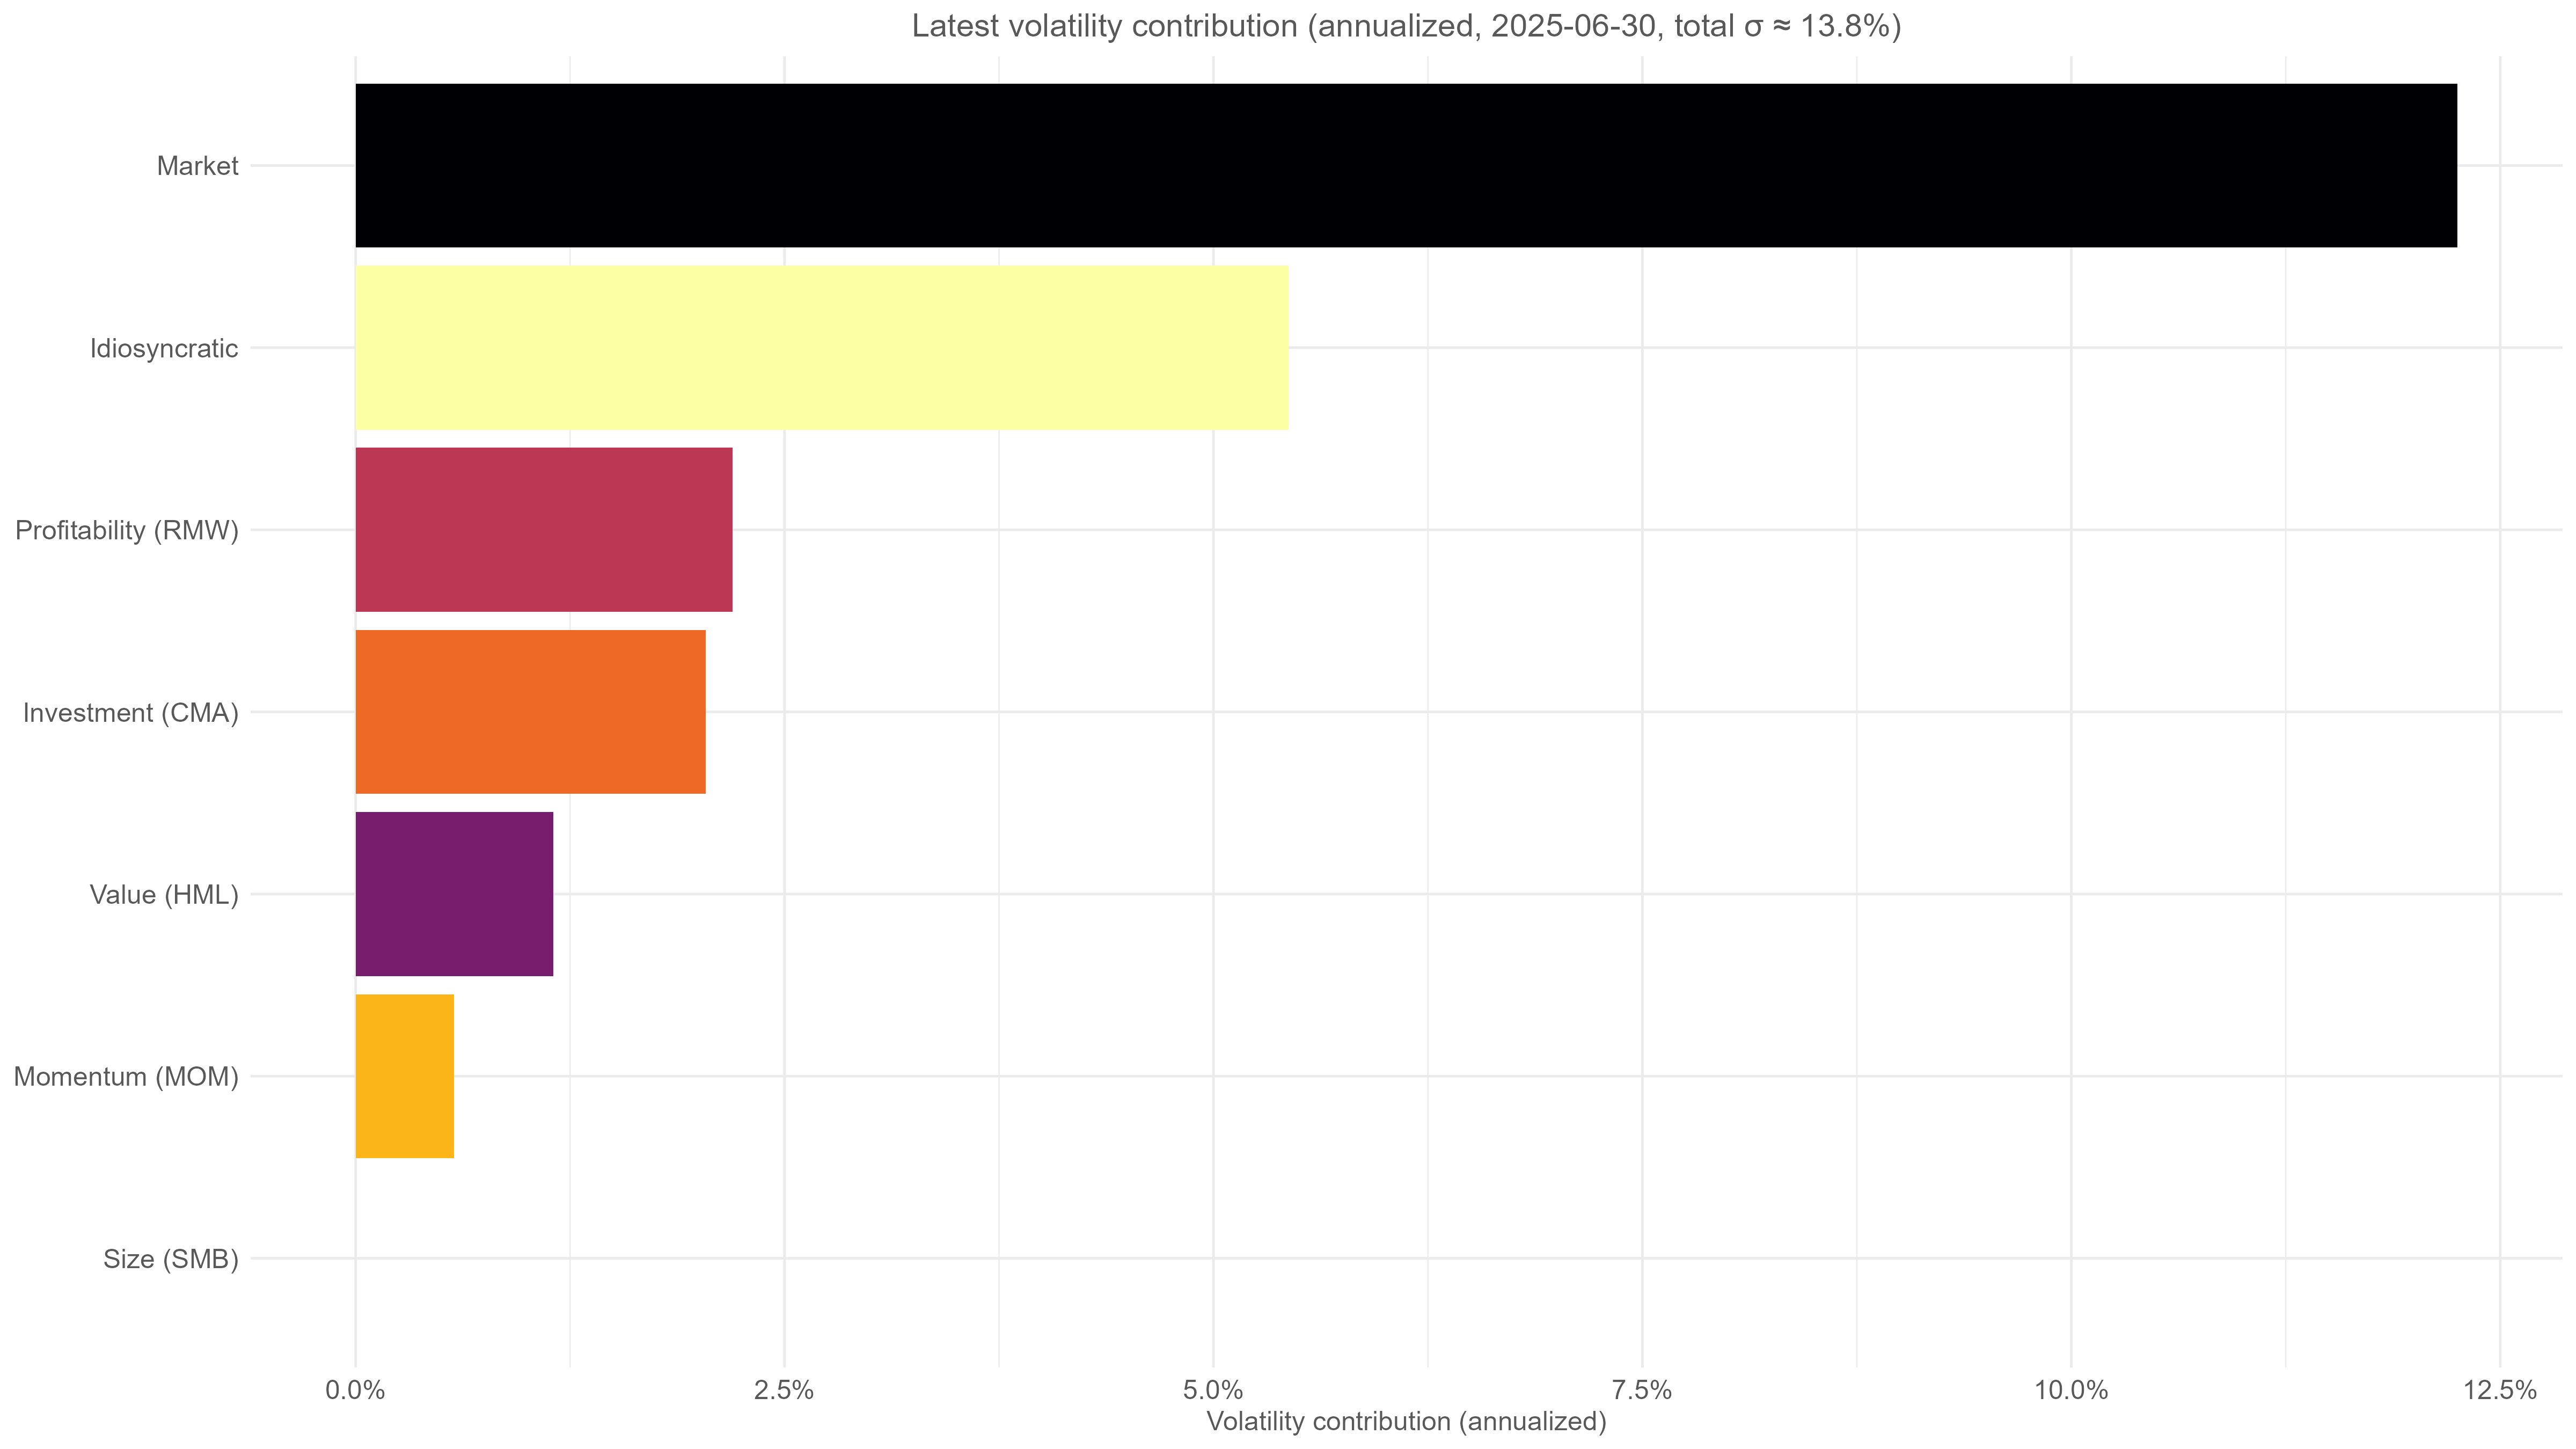 Latest volatility contribution (annualized, 2025-06-30, total σ ≈ 13.8%)
Market
Idiosyncratic
Profitability (RMW)
Investment (CMA)
Value (HML)
Momentum (MOM)
Size (SMB)
0.0% 2.5% 5.0% 7.5% 10.0% 12.5%
Volatility contribution (annualized)